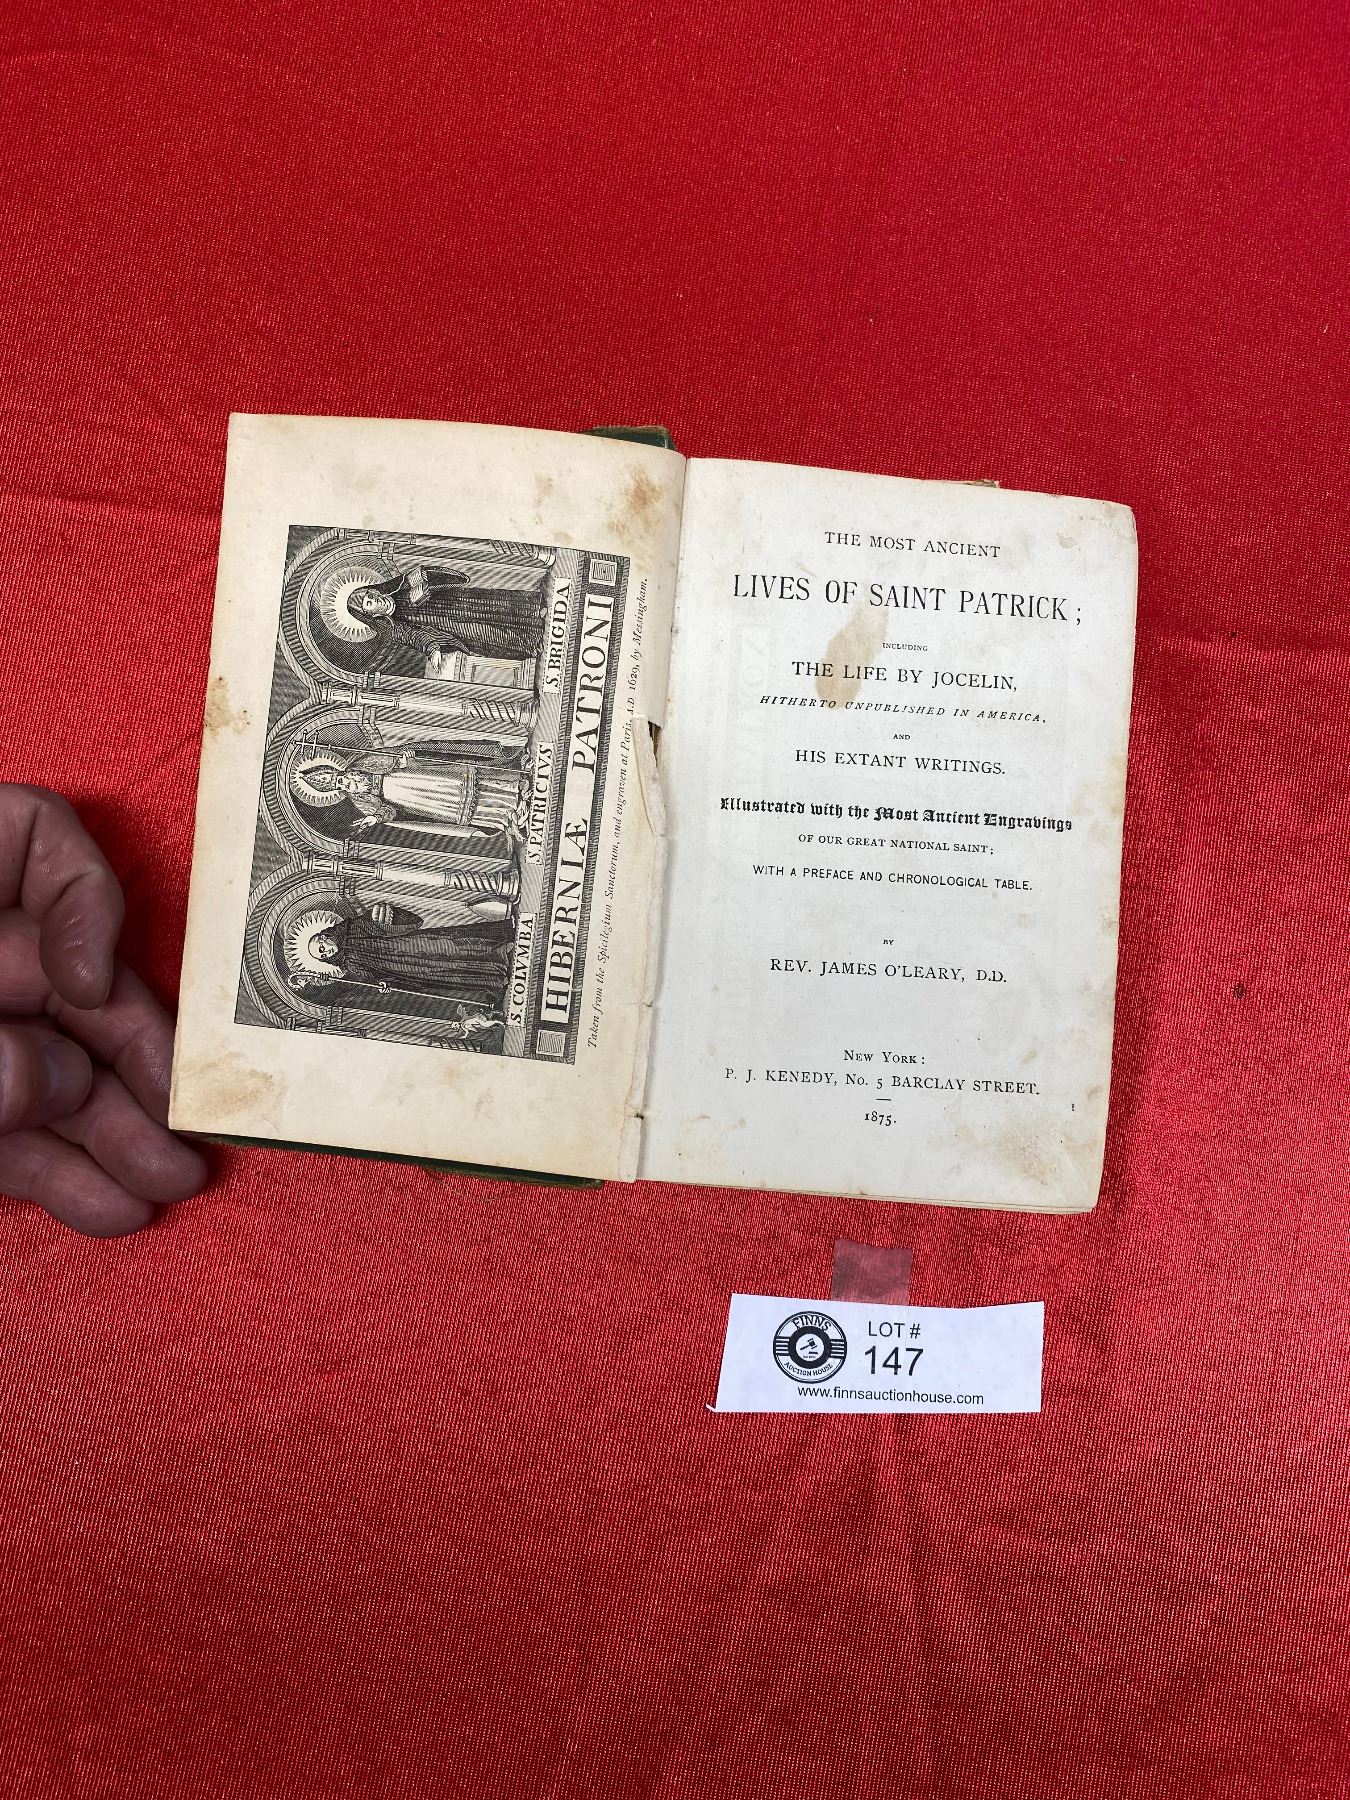 S. COLVMBA
S. PATRICIVS
S. BRIGIDA
HIBERNIÆ PATRONI
Taken from the Spicilegium Sanctorum, and engraven at Paris, A.D. 1629, by Messingham.
THE MOST ANCIENT
LIVES OF SAINT PATRICK;
INCLUDING
THE LIFE BY JOCELIN,
HITHERTO UNPUBLISHED IN AMERICA,
AND
HIS EXTANT WRITINGS.
Illustrated with the Most Ancient Engravings
OF OUR GREAT NATIONAL SAINT;
WITH A PREFACE AND CHRONOLOGICAL TABLE.
BY
REV. JAMES O'LEARY, D.D.
NEW YORK:
P. J. KENEDY, No. 5 BARCLAY STREET.
1875.
FINNS
AUCTION HOUSE
LOT #
147
www.finnsauctionhouse.com